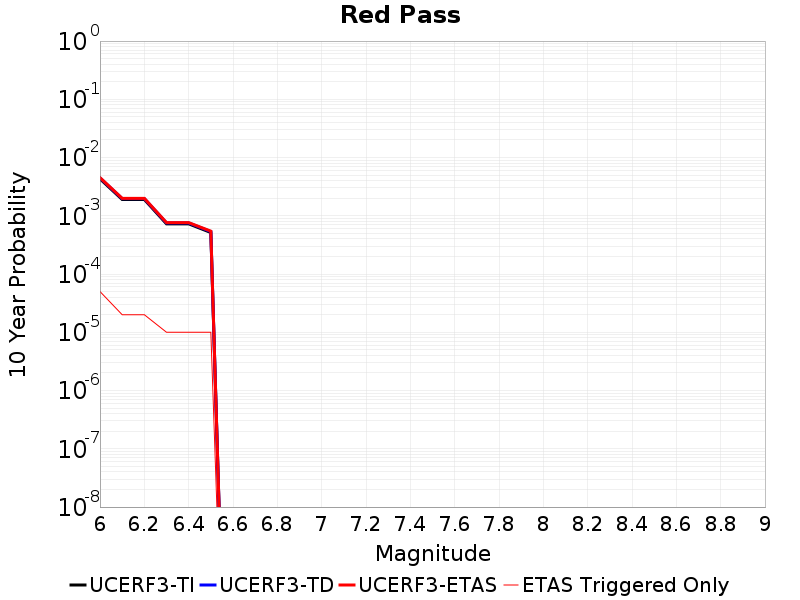 Red Pass
10 Year Probability
10^0
10^-1
10^-2
10^-3
10^-4
10^-5
10^-6
10^-7
10^-8
6 6.2 6.4 6.6 6.8 7 7.2 7.4 7.6 7.8 8 8.2 8.4 8.6 8.8 9
Magnitude
UCERF3-TI UCERF3-TD UCERF3-ETAS ETAS Triggered Only